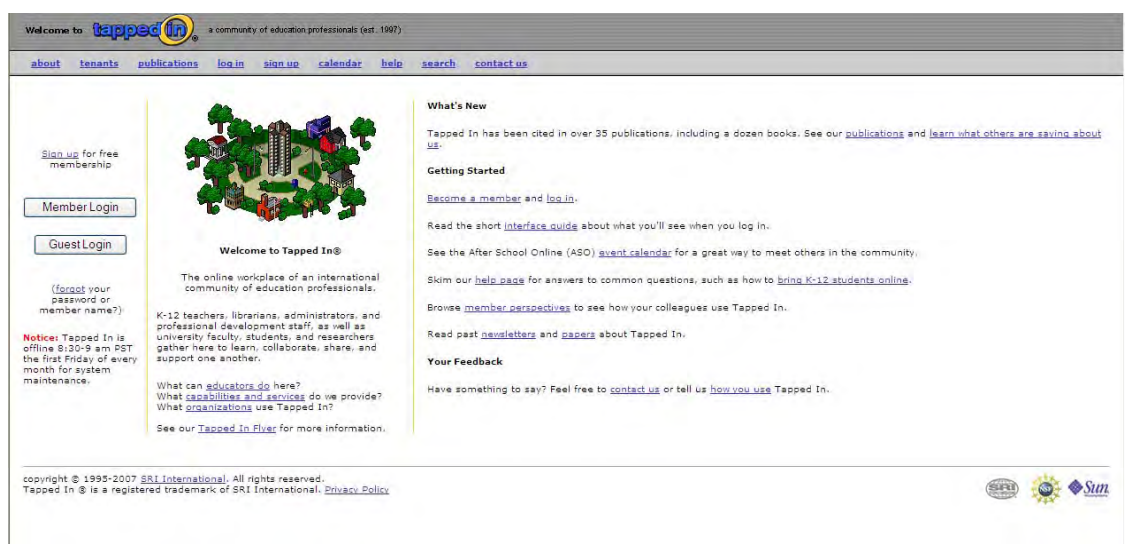 Welcome to tapped in® a community of education professionals (est. 1997)
about tenants publications log in sign up calendar help search contact us
Sign up for free
membership
Member Login
Guest Login
(forgot your
password or
member name?)
Notice: Tapped In is
offline 8:30-9 am PST
the first Friday of every
month for system
maintenance.
Welcome to Tapped In®
The online workplace of an international
community of education professionals.
K-12 teachers, librarians, administrators, and
professional development staff, as well as
university faculty, students, and researchers
gather here to learn, collaborate, share, and
support one another.
What can educators do here?
What capabilities and services do we provide?
What organizations use Tapped In?
See our Tapped In Flyer for more information.
What's New
Tapped In has been cited in over 35 publications, including a dozen books. See our publications and learn what others are saying about
us.
Getting Started
Become a member and log in.
Read the short interface guide about what you'll see when you log in.
See the After School Online (ASO) event calendar for a great way to meet others in the community.
Skim our help page for answers to common questions, such as how to bring K-12 students online.
Browse member perspectives to see how your colleagues use Tapped In.
Read past newsletters and papers about Tapped In.
Your Feedback
Have something to say? Feel free to contact us or tell us how you use Tapped In.
copyright © 1995-2007 SRI International. All rights reserved.
Tapped In ® is a registered trademark of SRI International. Privacy Policy
SRI NSF Sun